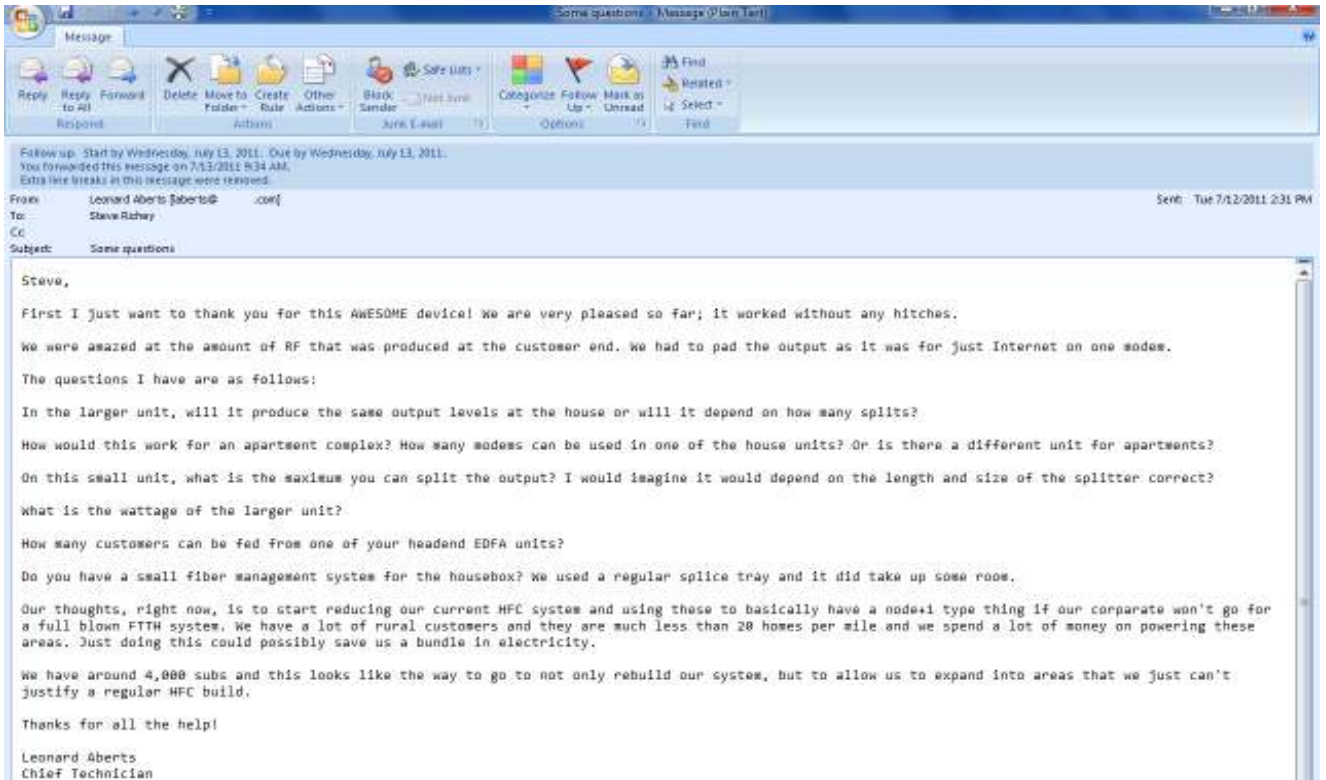 Some questions - Message (Plain Text)
Message
Reply
Reply to All
Forward
Delete
Move to Folder
Create Rule
Other Actions
Block Sender
Safe Lists
Not Junk
Categorize
Follow Up
Mark as Unread
Find
Related
Select
Respond
Actions
Junk E-mail
Options
Find
Follow up. Start by Wednesday, July 13, 2011. Due by Wednesday, July 13, 2011.
You forwarded this message on 7/13/2011 9:34 AM.
Extra line breaks in this message were removed.
From: Leonard Aberts [laberts@ .com]
Sent: Tue 7/12/2011 2:31 PM
To: Steve Richey
Cc:
Subject: Some questions
Steve,
First I just want to thank you for this AWESOME device! We are very pleased so far; it worked without any hitches.
We were amazed at the amount of RF that was produced at the customer end. We had to pad the output as it was for just Internet on one modem.
The questions I have are as follows:
In the larger unit, will it produce the same output levels at the house or will it depend on how many splits?
How would this work for an apartment complex? How many modems can be used in one of the house units? Or is there a different unit for apartments?
On this small unit, what is the maximum you can split the output? I would imagine it would depend on the length and size of the splitter correct?
What is the wattage of the larger unit?
How many customers can be fed from one of your headend EDFA units?
Do you have a small fiber management system for the housebox? We used a regular splice tray and it did take up some room.
Our thoughts, right now, is to start reducing our current HFC system and using these to basically have a node+1 type thing if our corparate won't go for
a full blown FTTH system. We have a lot of rural customers and they are much less than 20 homes per mile and we spend a lot of money on powering these
areas. Just doing this could possibly save us a bundle in electricity.
We have around 4,000 subs and this looks like the way to go to not only rebuild our system, but to allow us to expand into areas that we just can't
justify a regular HFC build.
Thanks for all the help!
Leonard Aberts
Chief Technician